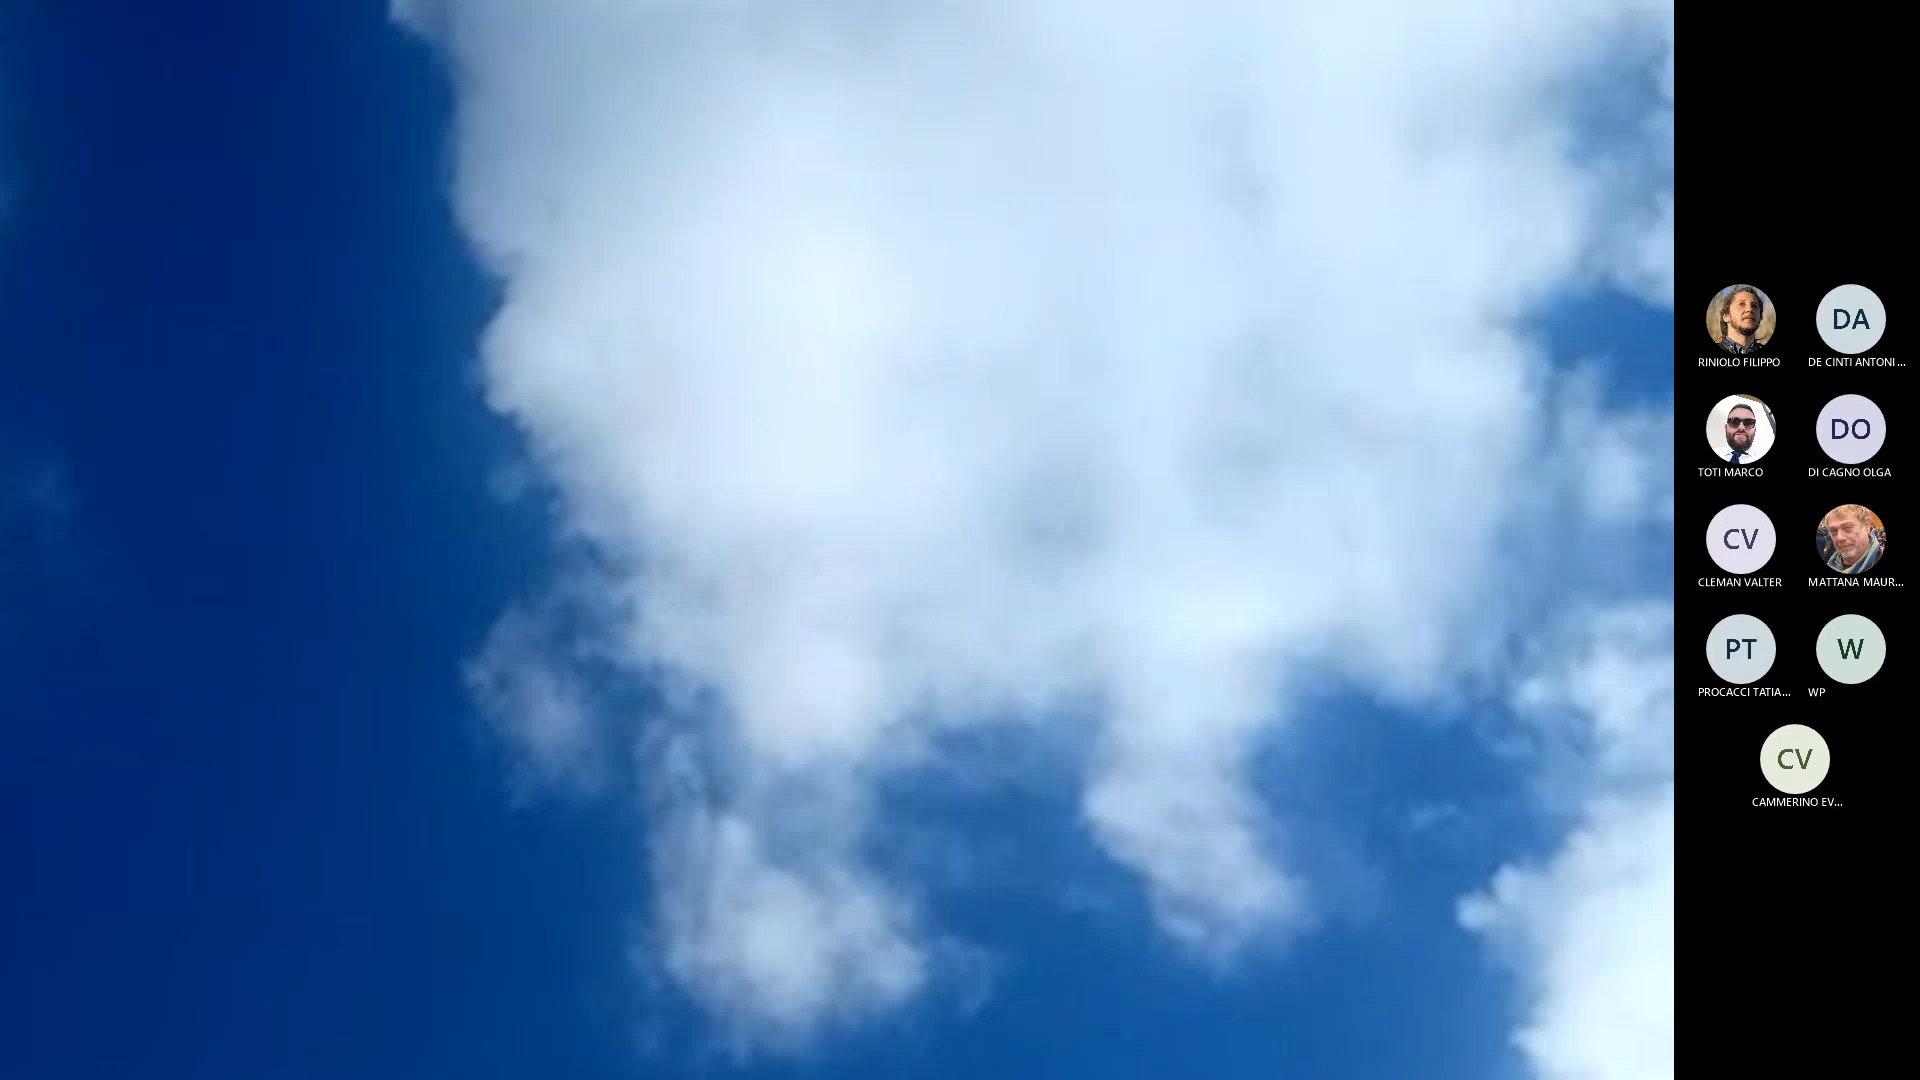 RINIOLO FILIPPO
DA
DE CINTI ANTONI...
TOTI MARCO
DO
DI CAGNO OLGA
CV
CLEMAN VALTER
MATTANA MAUR...
PT
PROCACCI TATIA...
W
WP
CV
CAMMERINO EV...